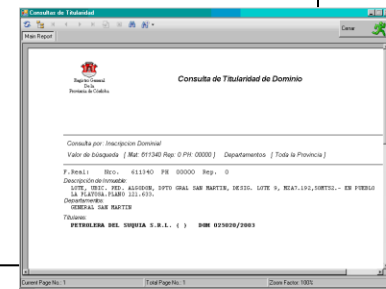 Consultas de Titularidad
Cerrar
Main Report
Registro General
De la
Provincia de Córdoba
Consulta de Titularidad de Dominio
Consulta por: Inscripcion Dominial
Valor de búsqueda [ Mat: 611340 Rep: 0 PH: 00000 ] Departamentos [ Toda la Provincia ]
F.Real: Nro. 611340 PH 00000 Rep. 0
Descripción de Inmueble:
LOTE, UBIC. PED. ALGODON, DPTO GRAL SAN MARTIN, DESIG. LOTE 9, MZA7.192,50MTS2.- EN PUEBLO
LA PLAYOSA.PLANO 121.633.
Departamentos:
GENERAL SAN MARTIN
Titulares:
PETROLERA DEL SUQUIA S.R.L. ( ) DOM 029020/2003
Current Page No.: 1
Total Page No.: 1
Zoom Factor: 100%